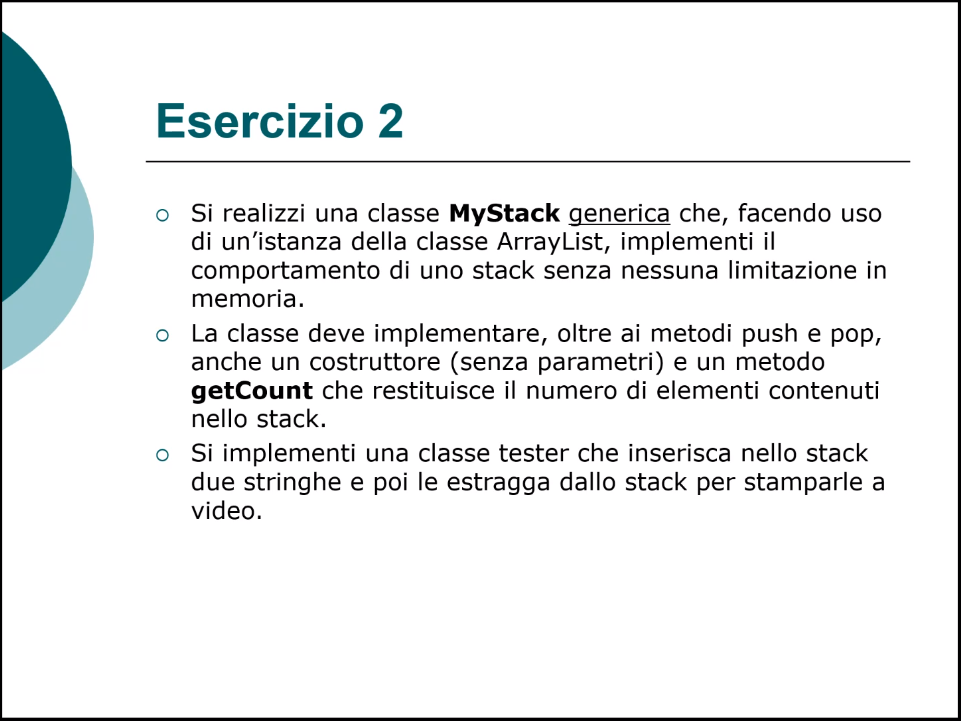 Esercizio 2
Si realizzi una classe MyStack generica che, facendo uso
di un’istanza della classe ArrayList, implementi il
comportamento di uno stack senza nessuna limitazione in
memoria.
La classe deve implementare, oltre ai metodi push e pop,
anche un costruttore (senza parametri) e un metodo
getCount che restituisce il numero di elementi contenuti
nello stack.
Si implementi una classe tester che inserisca nello stack
due stringhe e poi le estragga dallo stack per stamparle a
video.